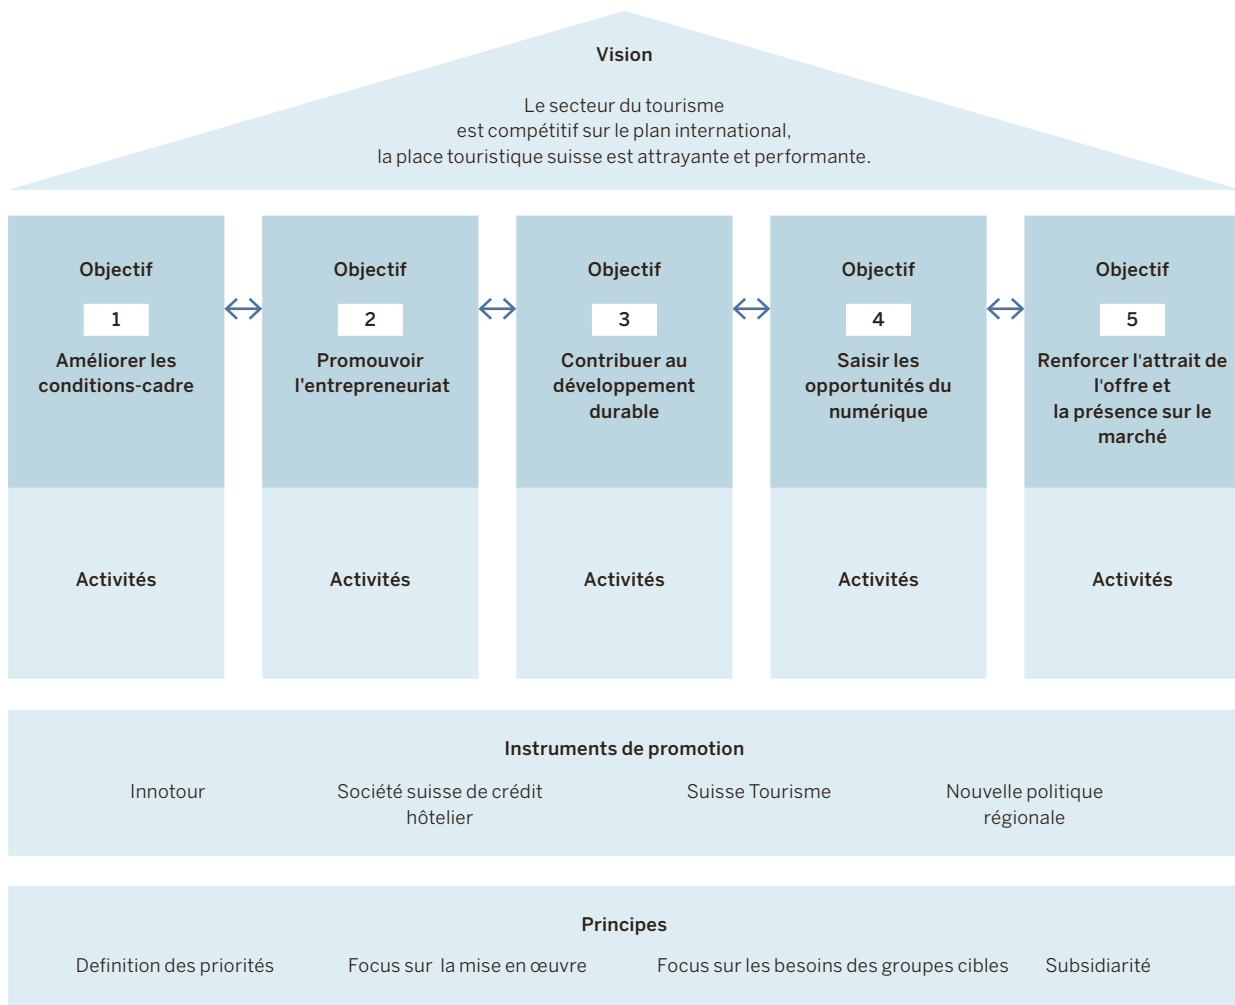 Vision
Le secteur du tourisme
est compétitif sur le plan international,
la place touristique suisse est attrayante et performante.
Objectif
1
Améliorer les
conditions-cadre
Activités
Objectif
2
Promouvoir
l'entrepreneuriat
Activités
Objectif
3
Contribuer au
développement
durable
Activités
Objectif
4
Saisir les
opportunités du
numérique
Activités
Objectif
5
Renforcer l'attrait de
l'offre et
la présence sur le
marché
Activités
Instruments de promotion
Innotour
Société suisse de crédit
hôtelier
Suisse Tourisme
Nouvelle politique
régionale
Principes
Definition des priorités
Focus sur la mise en œuvre
Focus sur les besoins des groupes cibles
Subsidiarité